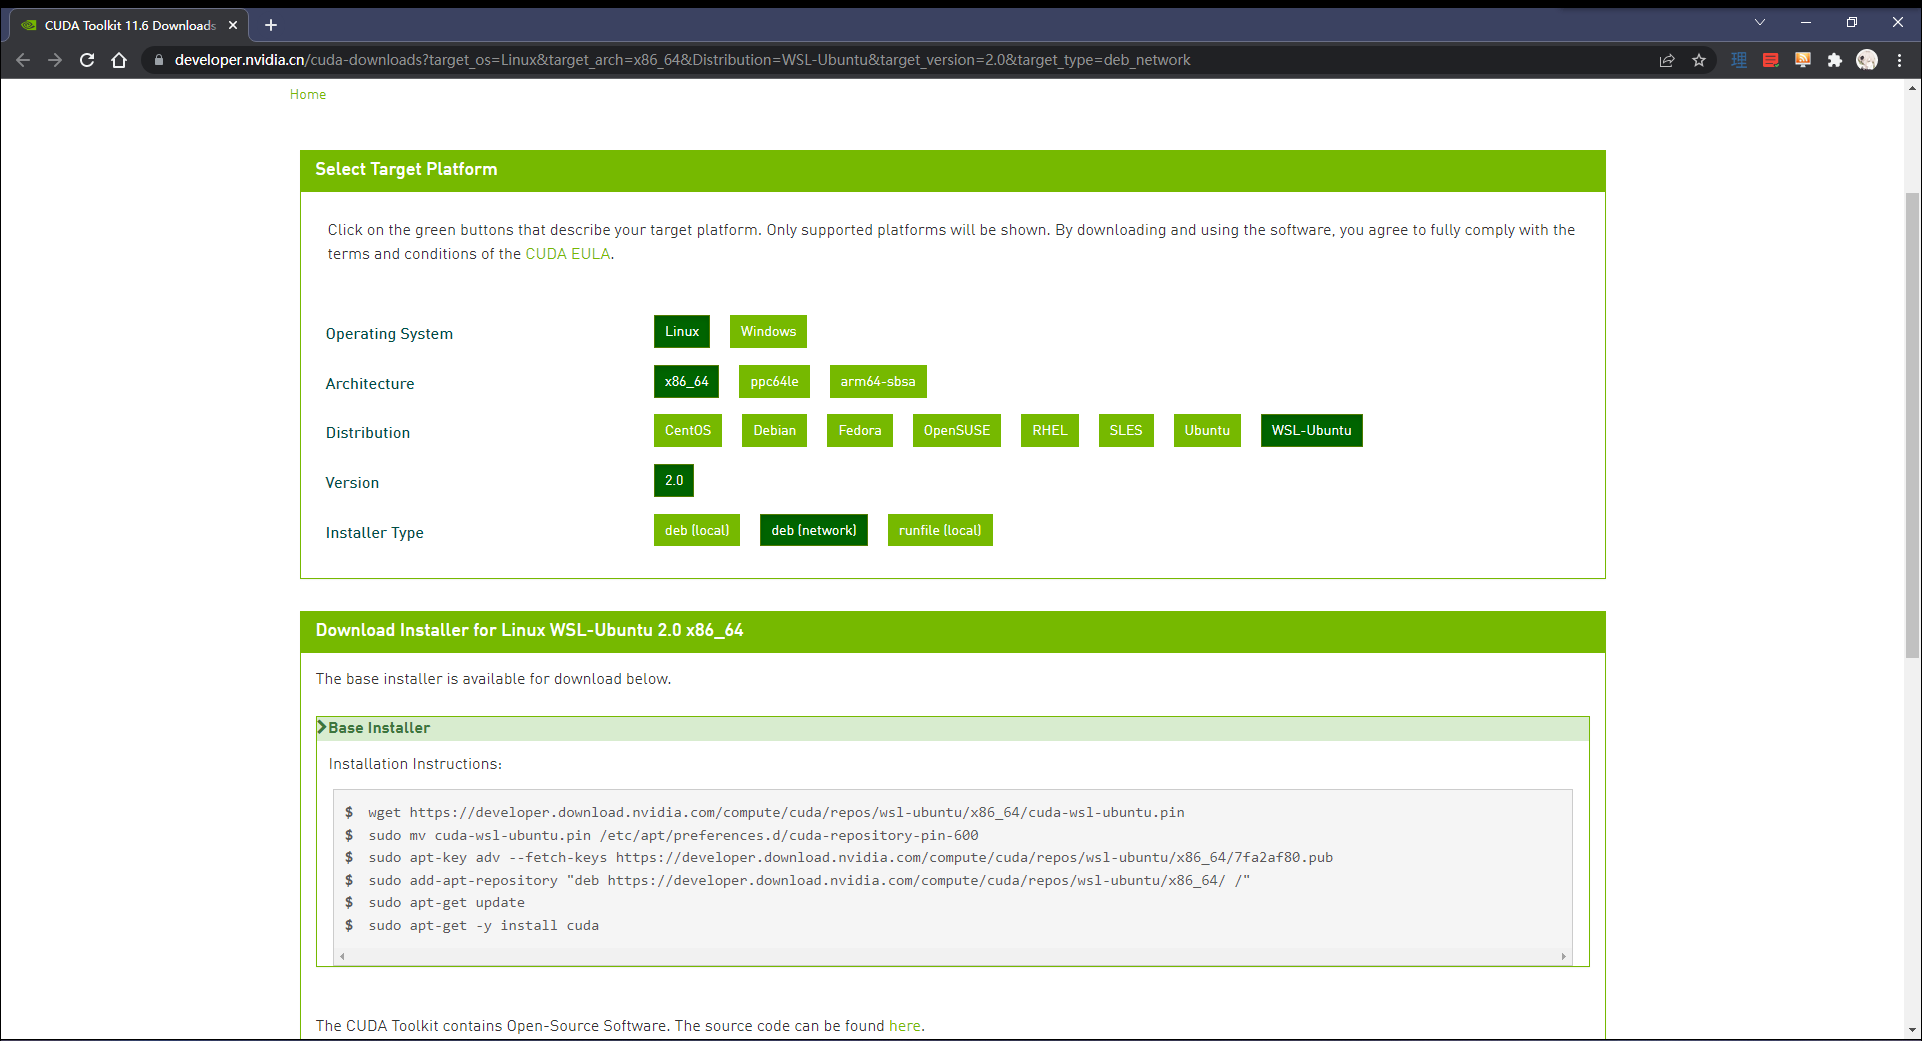 CUDA Toolkit 11.6 Downloads
developer.nvidia.cn/cuda-downloads?target_os=Linux&target_arch=x86_64&Distribution=WSL-Ubuntu&target_version=2.0&target_type=deb_network
理
Home
Select Target Platform
Click on the green buttons that describe your target platform. Only supported platforms will be shown. By downloading and using the software, you agree to fully comply with the
terms and conditions of the CUDA EULA.
Operating System Linux Windows
Architecture x86_64 ppc64le arm64-sbsa
Distribution CentOS Debian Fedora OpenSUSE RHEL SLES Ubuntu WSL-Ubuntu
Version 2.0
Installer Type deb (local) deb (network) runfile (local)
Download Installer for Linux WSL-Ubuntu 2.0 x86_64
The base installer is available for download below.
Base Installer
Installation Instructions:
$ wget https://developer.download.nvidia.com/compute/cuda/repos/wsl-ubuntu/x86_64/cuda-wsl-ubuntu.pin
$ sudo mv cuda-wsl-ubuntu.pin /etc/apt/preferences.d/cuda-repository-pin-600
$ sudo apt-key adv --fetch-keys https://developer.download.nvidia.com/compute/cuda/repos/wsl-ubuntu/x86_64/7fa2af80.pub
$ sudo add-apt-repository "deb https://developer.download.nvidia.com/compute/cuda/repos/wsl-ubuntu/x86_64/ /"
$ sudo apt-get update
$ sudo apt-get -y install cuda
The CUDA Toolkit contains Open-Source Software. The source code can be found here.